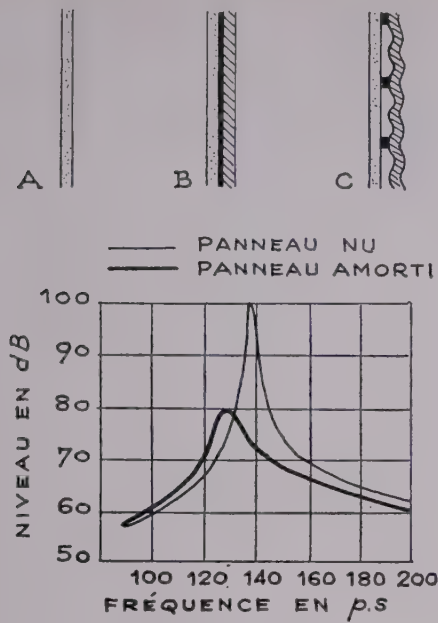 A B C
PANNEAU NU
PANNEAU AMORTI
NIVEAU EN dB
100
90
80
70
60
50
100 120 140 160 180 200
FRÉQUENCE EN p.s